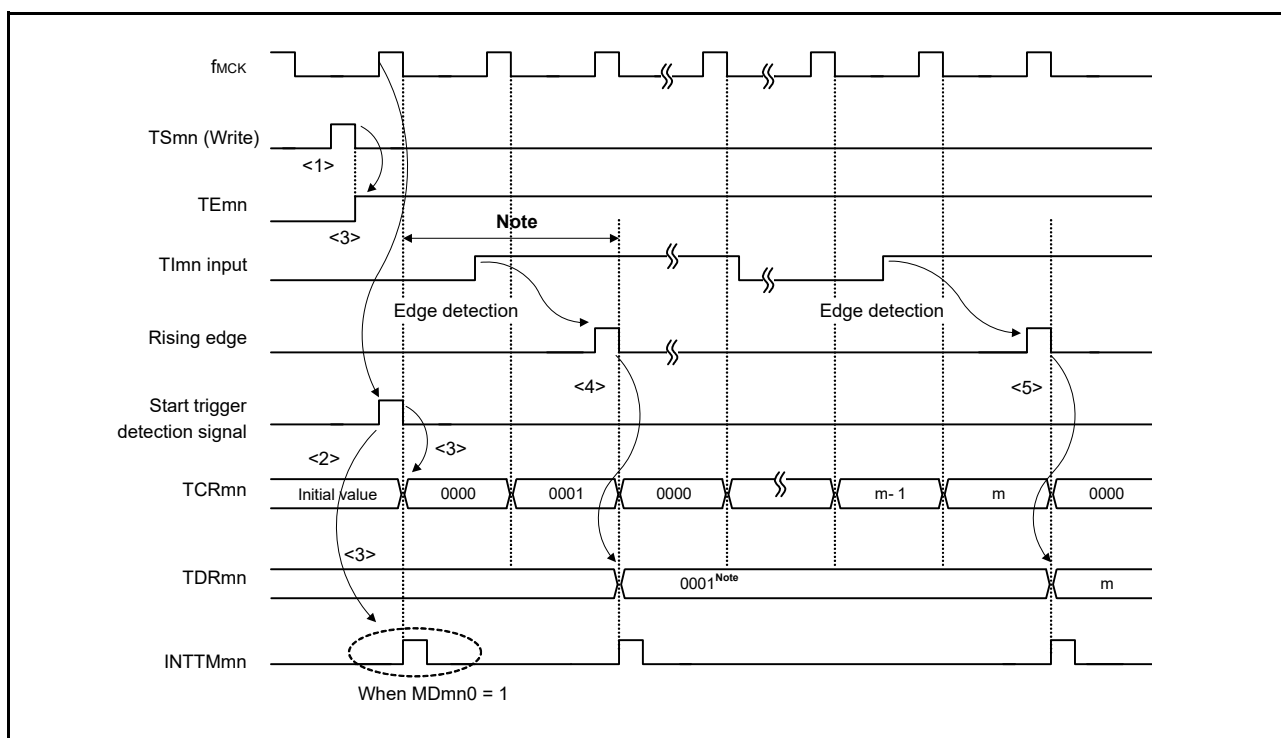 fMCK
TSmn (Write)
<1>
TEmn
<3>
Note
TImn input
Edge detection
Edge detection
Rising edge
<4>
<5>
Start trigger
detection signal
<2>
<3>
TCRmn
Initial value
0000
0001
0000
m- 1
m
0000
<3>
TDRmn
0001Note
m
INTTMmn
When MDmn0 = 1